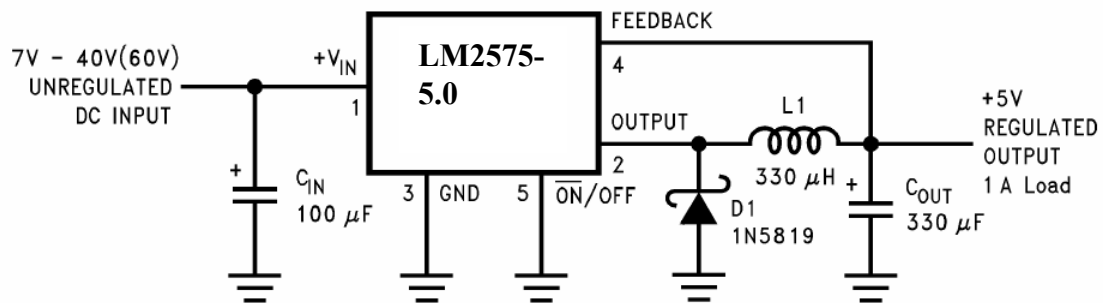 7V - 40V(60V)
UNREGULATED
DC INPUT
+VIN
1
LM2575-
5.0
FEEDBACK
4
OUTPUT
2
L1
330 μH
+5V
REGULATED
OUTPUT
1 A Load
+
CIN
100 μF
3
GND
5
ON/OFF
D1
1N5819
+
COUT
330 μF